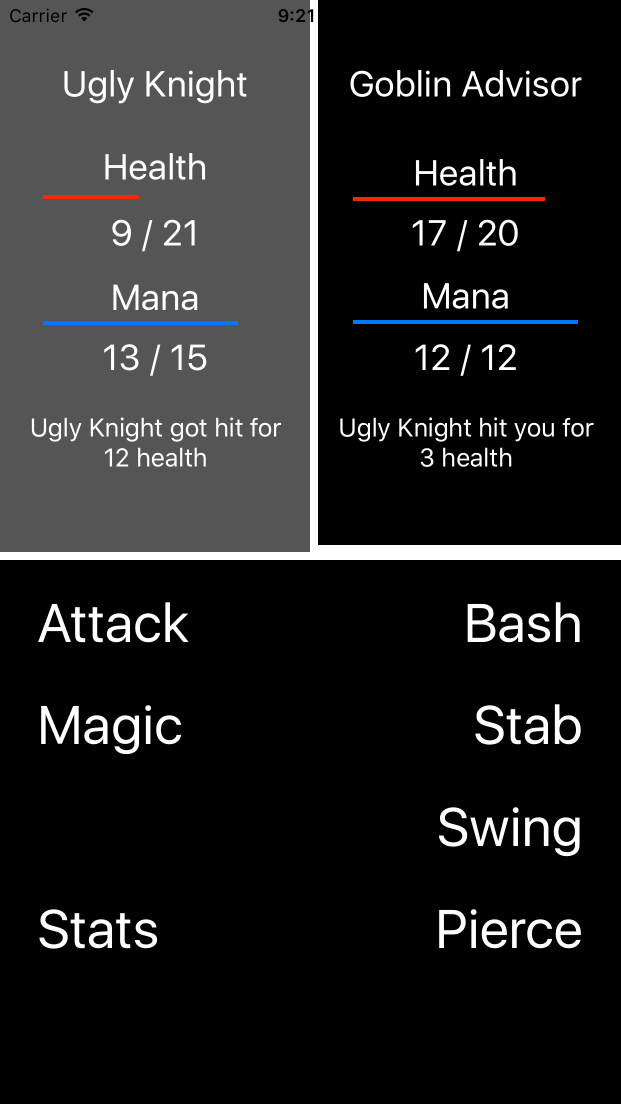 Carrier 9:21
Ugly Knight
Health
9 / 21
Mana
13 / 15
Ugly Knight got hit for
12 health
Goblin Advisor
Health
17 / 20
Mana
12 / 12
Ugly Knight hit you for
3 health
Attack
Magic
Stats
Bash
Stab
Swing
Pierce